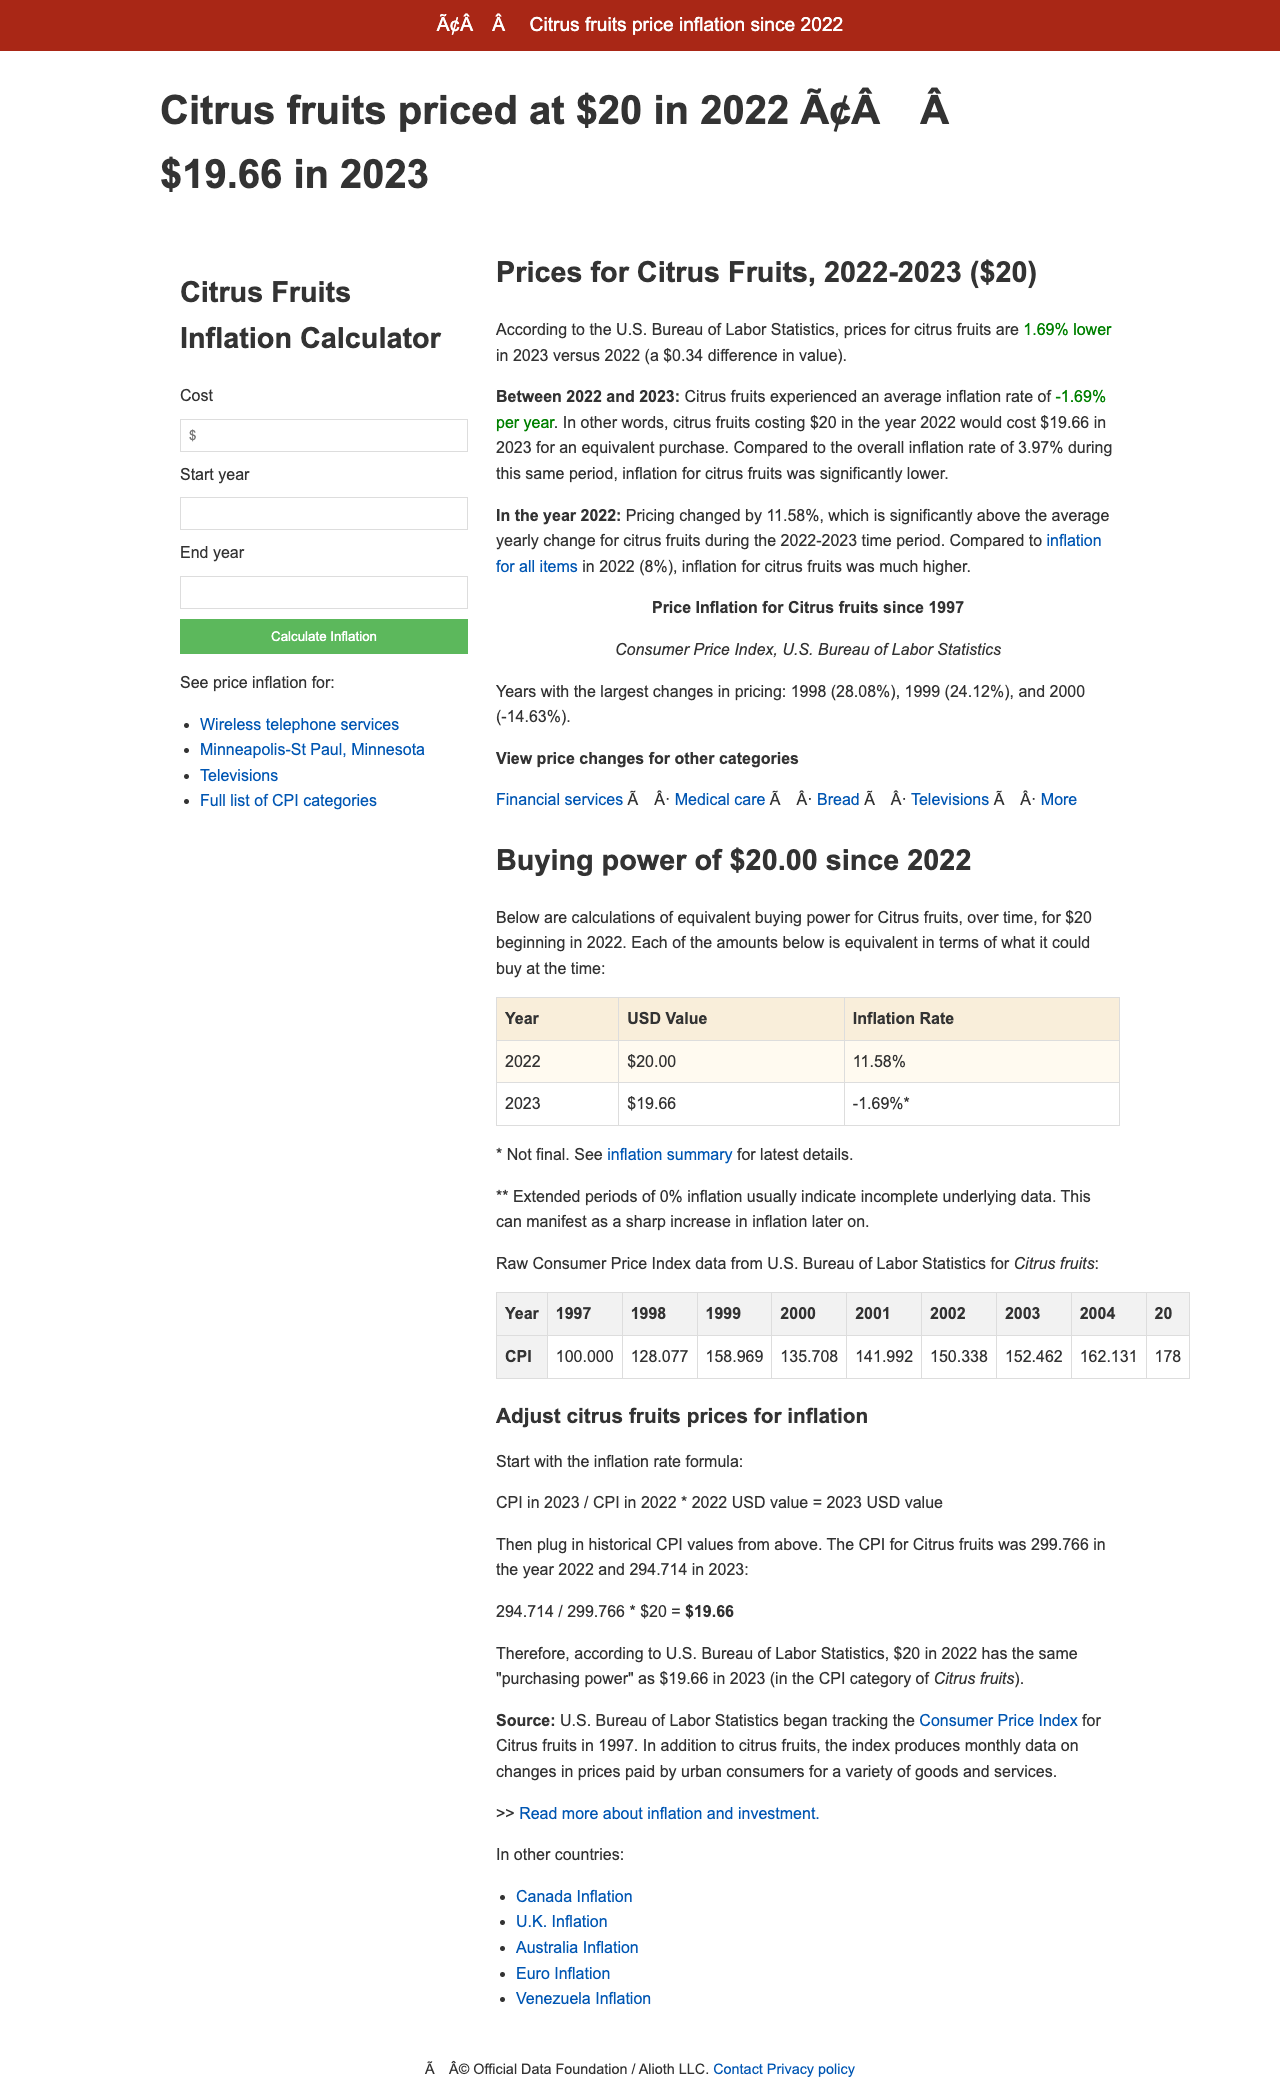 Ã¢Â Â Citrus fruits price inflation since 2022
Citrus fruits priced at $20 in 2022 Ã¢Â Â
$19.66 in 2023
Citrus Fruits
Inflation Calculator
Cost
$
Start year
End year
Calculate Inflation
See price inflation for:
• Wireless telephone services
• Minneapolis-St Paul, Minnesota
• Televisions
• Full list of CPI categories
Prices for Citrus Fruits, 2022-2023 ($20)
According to the U.S. Bureau of Labor Statistics, prices for citrus fruits are 1.69% lower
in 2023 versus 2022 (a $0.34 difference in value).
Between 2022 and 2023: Citrus fruits experienced an average inflation rate of -1.69%
per year. In other words, citrus fruits costing $20 in the year 2022 would cost $19.66 in
2023 for an equivalent purchase. Compared to the overall inflation rate of 3.97% during
this same period, inflation for citrus fruits was significantly lower.
In the year 2022: Pricing changed by 11.58%, which is significantly above the average
yearly change for citrus fruits during the 2022-2023 time period. Compared to inflation
for all items in 2022 (8%), inflation for citrus fruits was much higher.
Price Inflation for Citrus fruits since 1997
Consumer Price Index, U.S. Bureau of Labor Statistics
Years with the largest changes in pricing: 1998 (28.08%), 1999 (24.12%), and 2000
(-14.63%).
View price changes for other categories
Financial services Ã Â· Medical care Ã Â· Bread Ã Â· Televisions Ã Â· More
Buying power of $20.00 since 2022
Below are calculations of equivalent buying power for Citrus fruits, over time, for $20
beginning in 2022. Each of the amounts below is equivalent in terms of what it could
buy at the time:
Year USD Value Inflation Rate
2022 $20.00 11.58%
2023 $19.66 -1.69%*
* Not final. See inflation summary for latest details.
** Extended periods of 0% inflation usually indicate incomplete underlying data. This
can manifest as a sharp increase in inflation later on.
Raw Consumer Price Index data from U.S. Bureau of Labor Statistics for Citrus fruits:
Year 1997 1998 1999 2000 2001 2002 2003 2004 20
CPI 100.000 128.077 158.969 135.708 141.992 150.338 152.462 162.131 178
Adjust citrus fruits prices for inflation
Start with the inflation rate formula:
CPI in 2023 / CPI in 2022 * 2022 USD value = 2023 USD value
Then plug in historical CPI values from above. The CPI for Citrus fruits was 299.766 in
the year 2022 and 294.714 in 2023:
294.714 / 299.766 * $20 = $19.66
Therefore, according to U.S. Bureau of Labor Statistics, $20 in 2022 has the same
"purchasing power" as $19.66 in 2023 (in the CPI category of Citrus fruits).
Source: U.S. Bureau of Labor Statistics began tracking the Consumer Price Index for
Citrus fruits in 1997. In addition to citrus fruits, the index produces monthly data on
changes in prices paid by urban consumers for a variety of goods and services.
>> Read more about inflation and investment.
In other countries:
• Canada Inflation
• U.K. Inflation
• Australia Inflation
• Euro Inflation
• Venezuela Inflation
Ã Â© Official Data Foundation / Alioth LLC. Contact Privacy policy